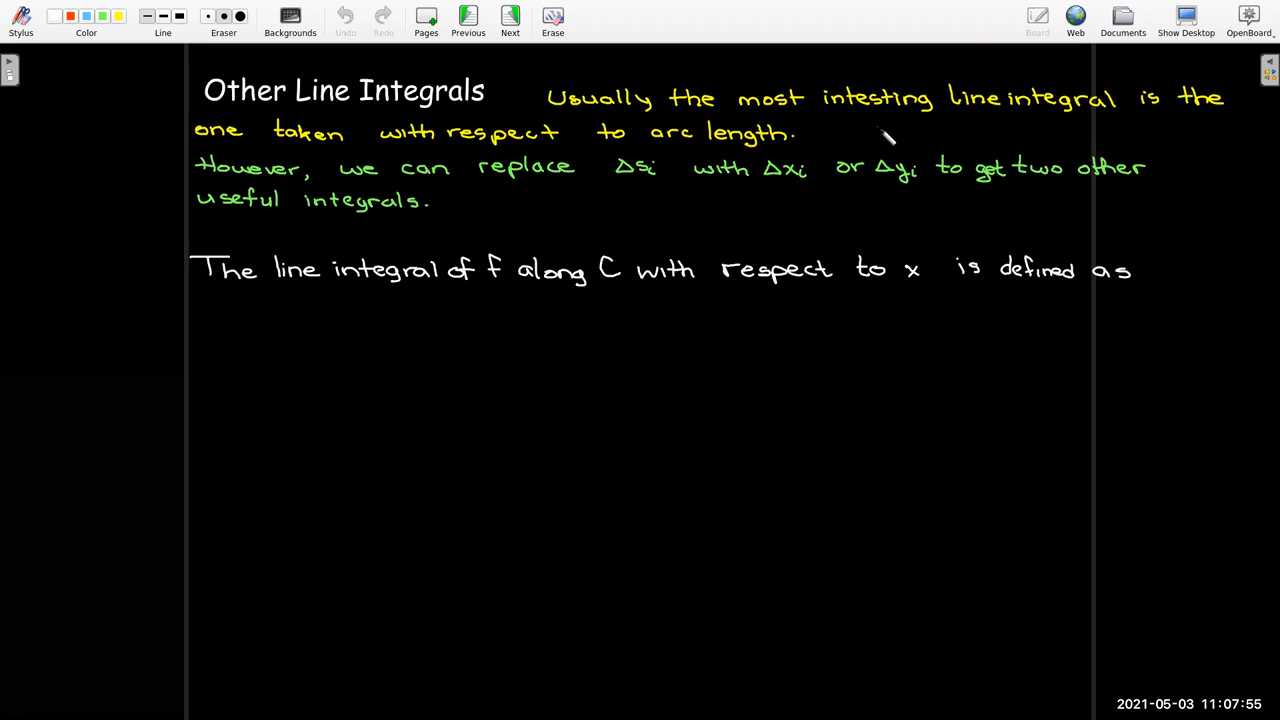 Stylus Color Line Eraser Backgrounds Undo Redo Pages Previous Next Erase Board Web Documents Show Desktop OpenBoard
Other Line Integrals Usually the most intesting line integral is the
one taken with respect to arc length.
However, we can replace Δsi with Δxi or Δyi to get two other
useful integrals.
The line integral of f along C with respect to x is defined as
2021-05-03 11:07:55